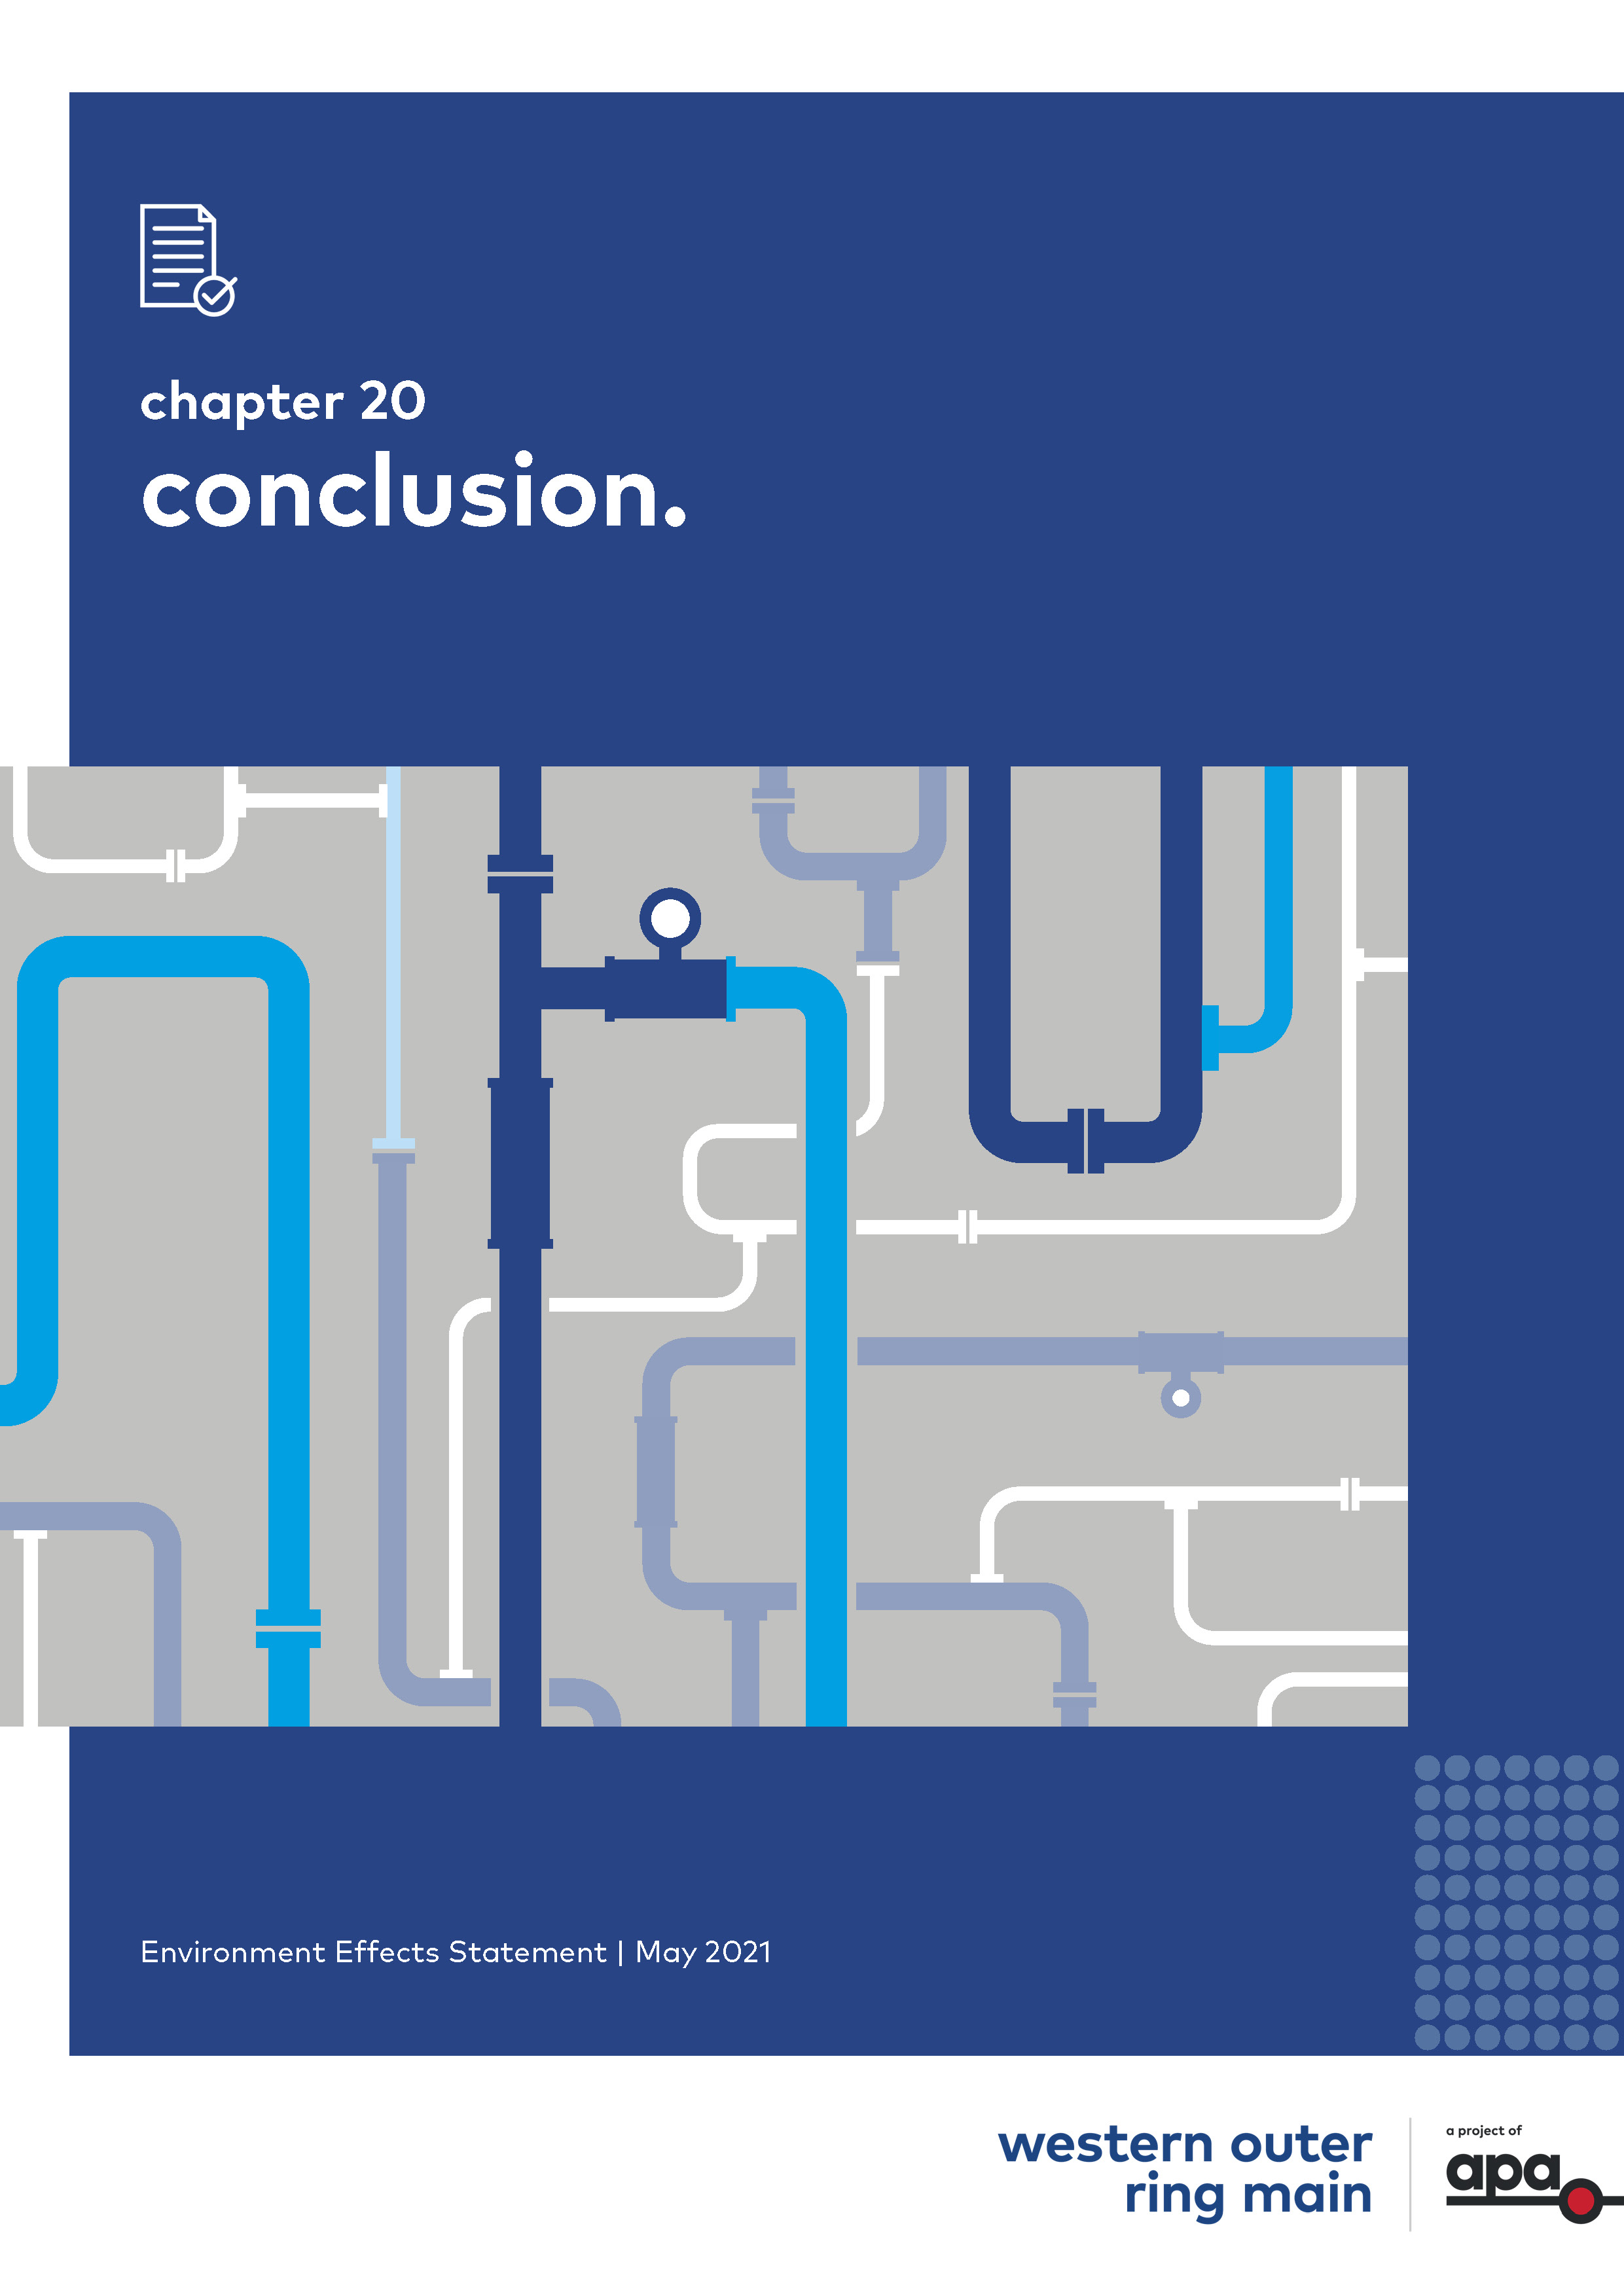 chapter 20
conclusion.
Environment Effects Statement | May 2021
western outer
ring main
a project of
apa